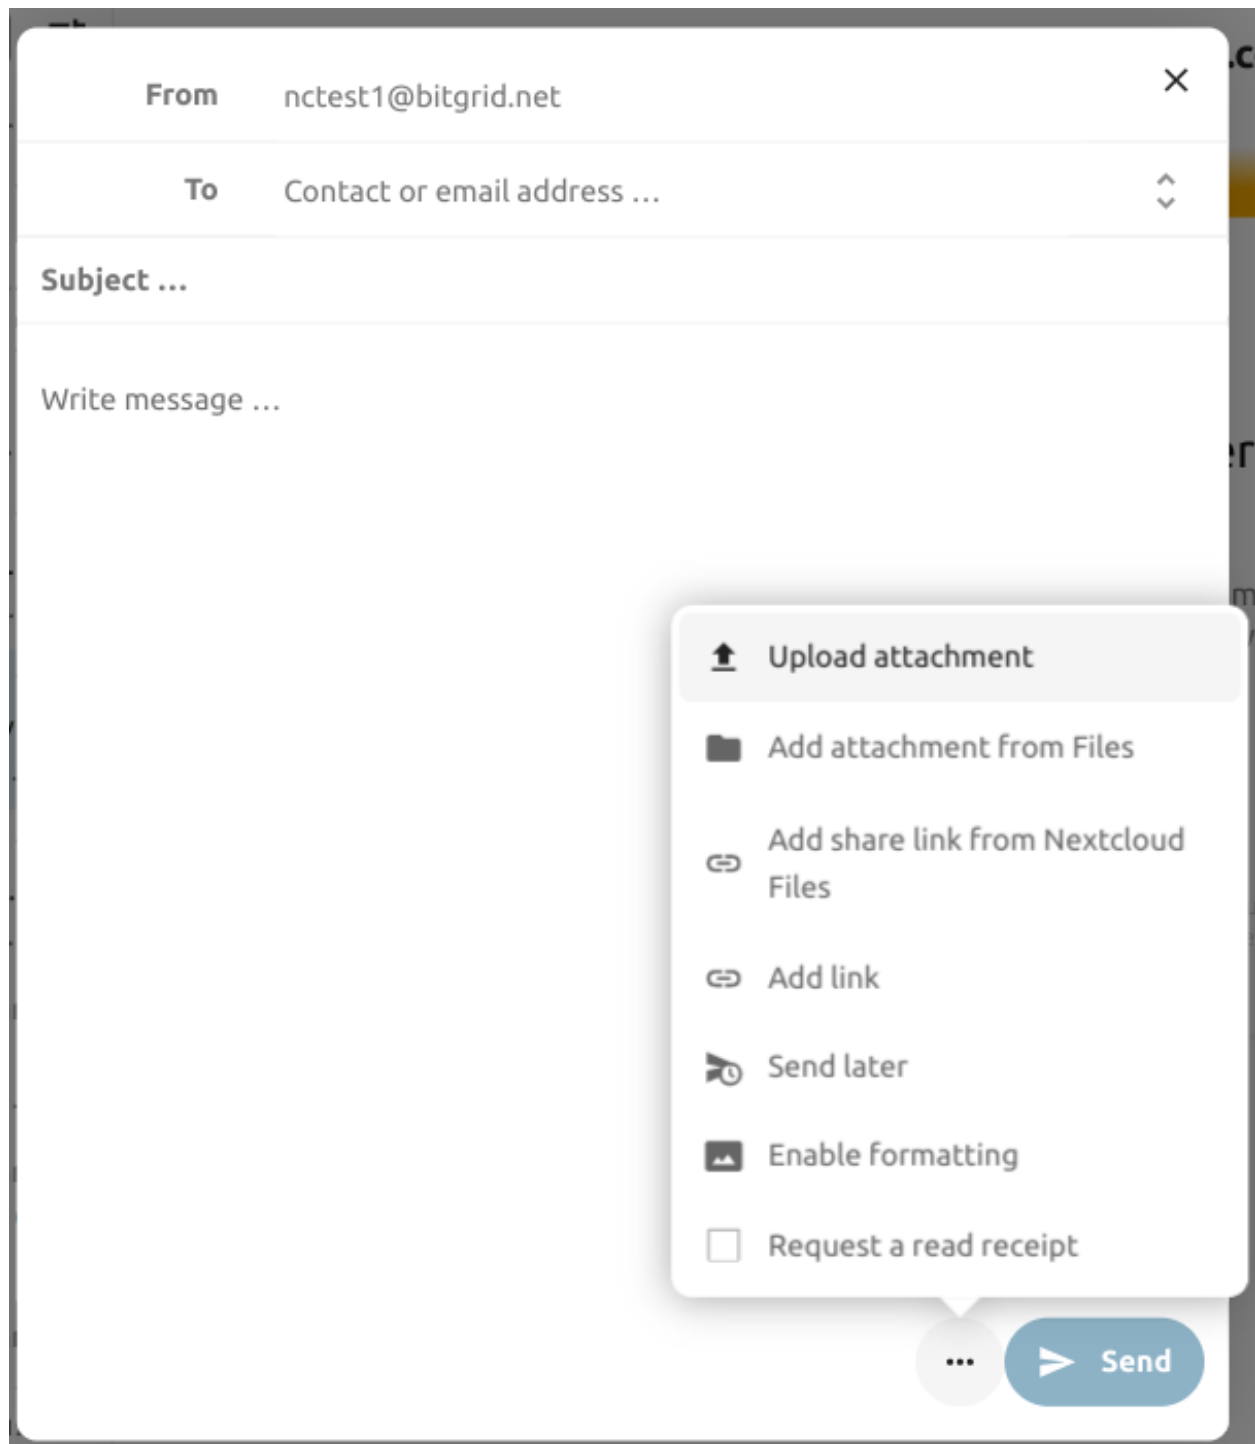 From nctest1@bitgrid.net
To Contact or email address ...
Subject ...
Write message ...
Upload attachment
Add attachment from Files
Add share link from Nextcloud
Files
Add link
Send later
Enable formatting
Request a read receipt
... Send